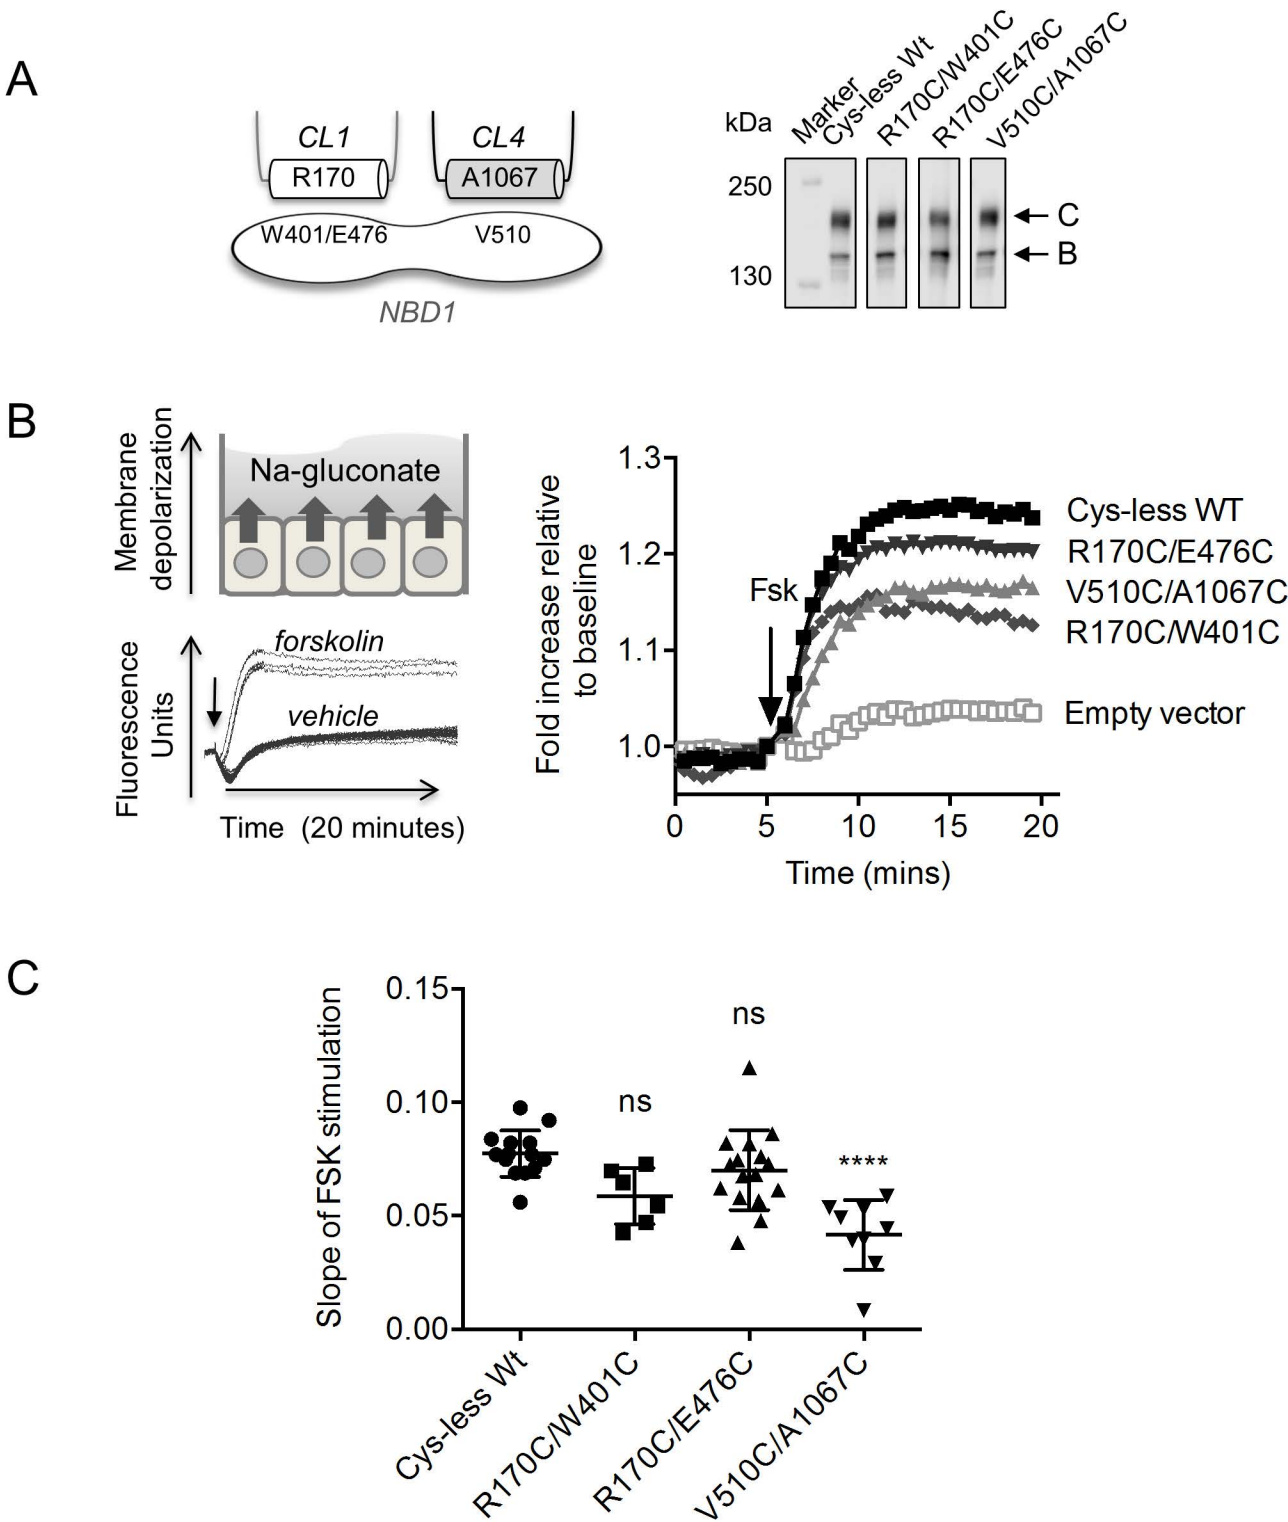 A
CL1
CL4
R170
A1067
W401/E476
V510
NBD1
kDa
Marker
Cys-less Wt
R170C/W401C
R170C/E476C
V510C/A1067C
250
130
C
B
B
Membrane
depolarization
Na-gluconate
Fluorescence
Units
forskolin
vehicle
Time (20 minutes)
Fold increase relative
to baseline
1.3
1.2
1.1
1.0
Fsk
Cys-less WT
R170C/E476C
V510C/A1067C
R170C/W401C
Empty vector
0
5
10
15
20
Time (mins)
C
Slope of FSK stimulation
0.15
0.10
0.05
0.00
ns
ns
****
Cys-less Wt
R170C/W401C
R170C/E476C
V510C/A1067C